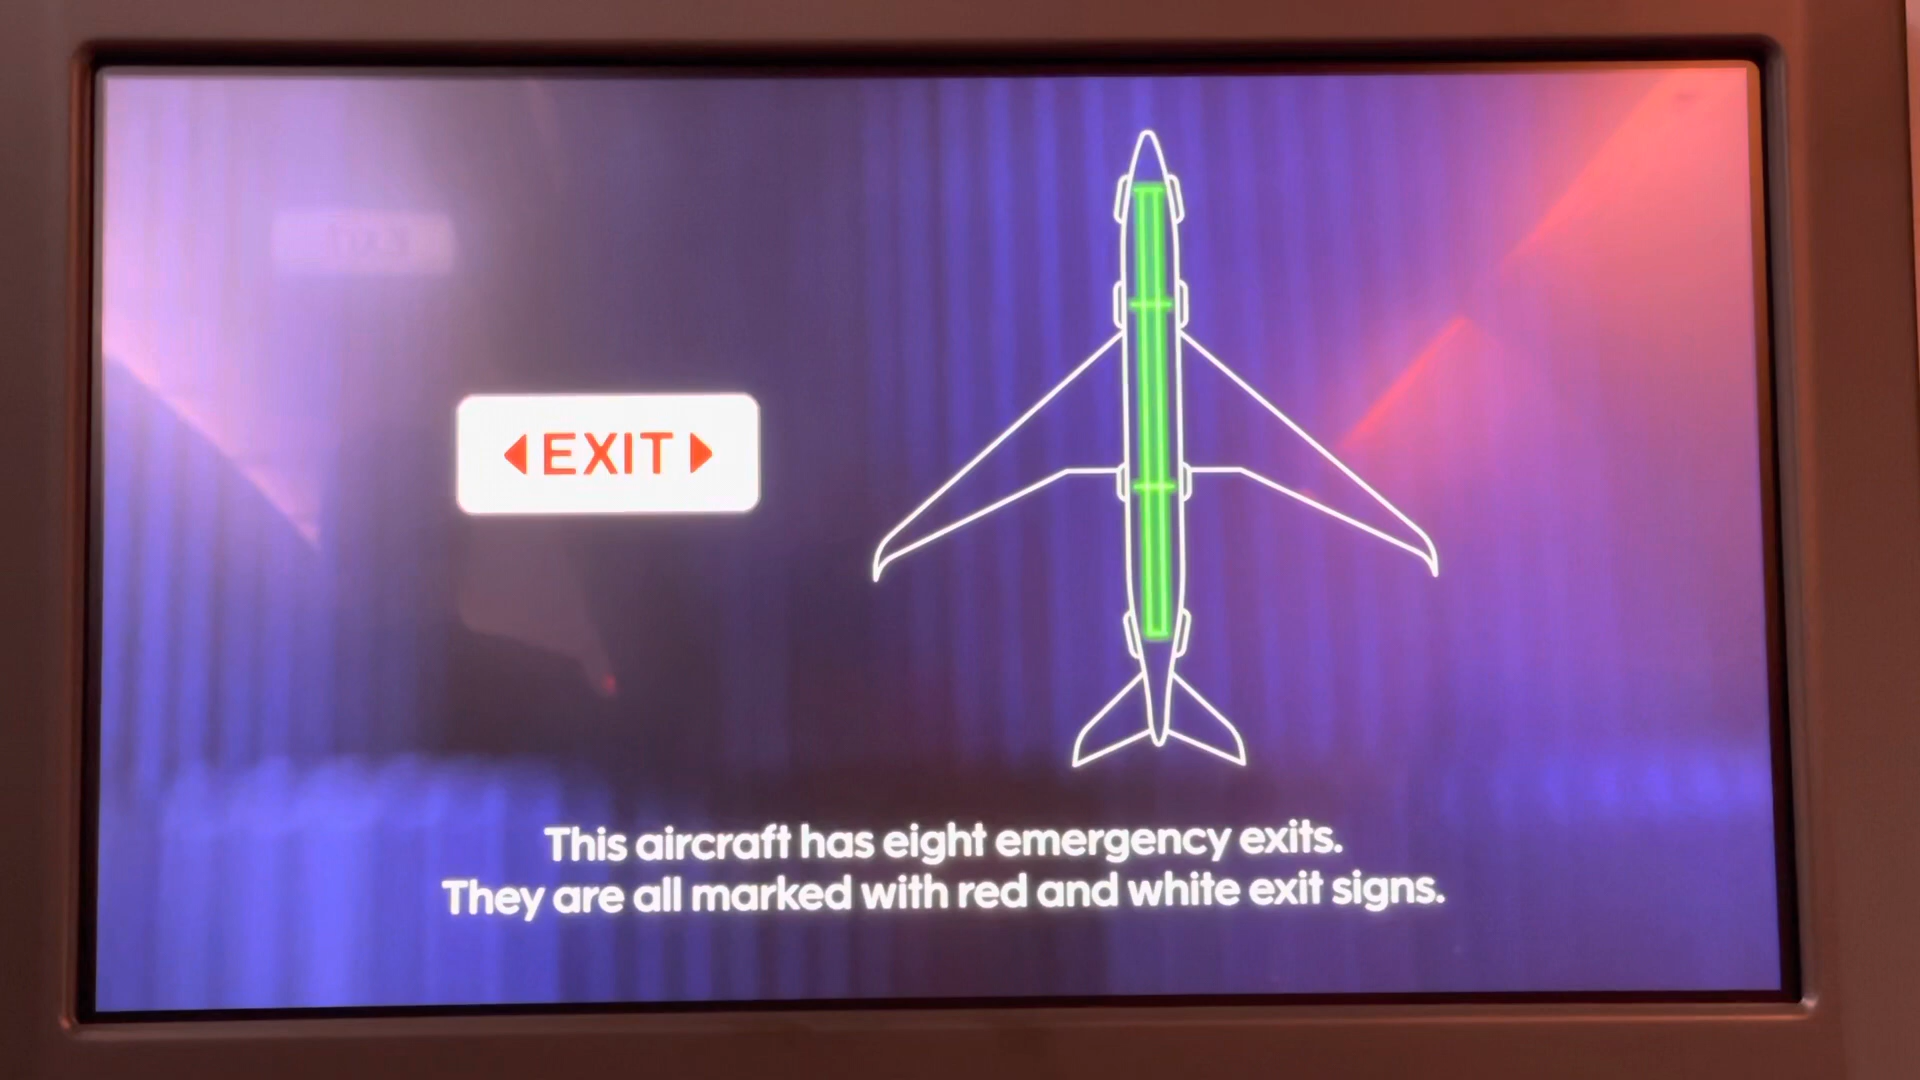 EXIT
This aircraft has eight emergency exits.
They are all marked with red and white exit signs.